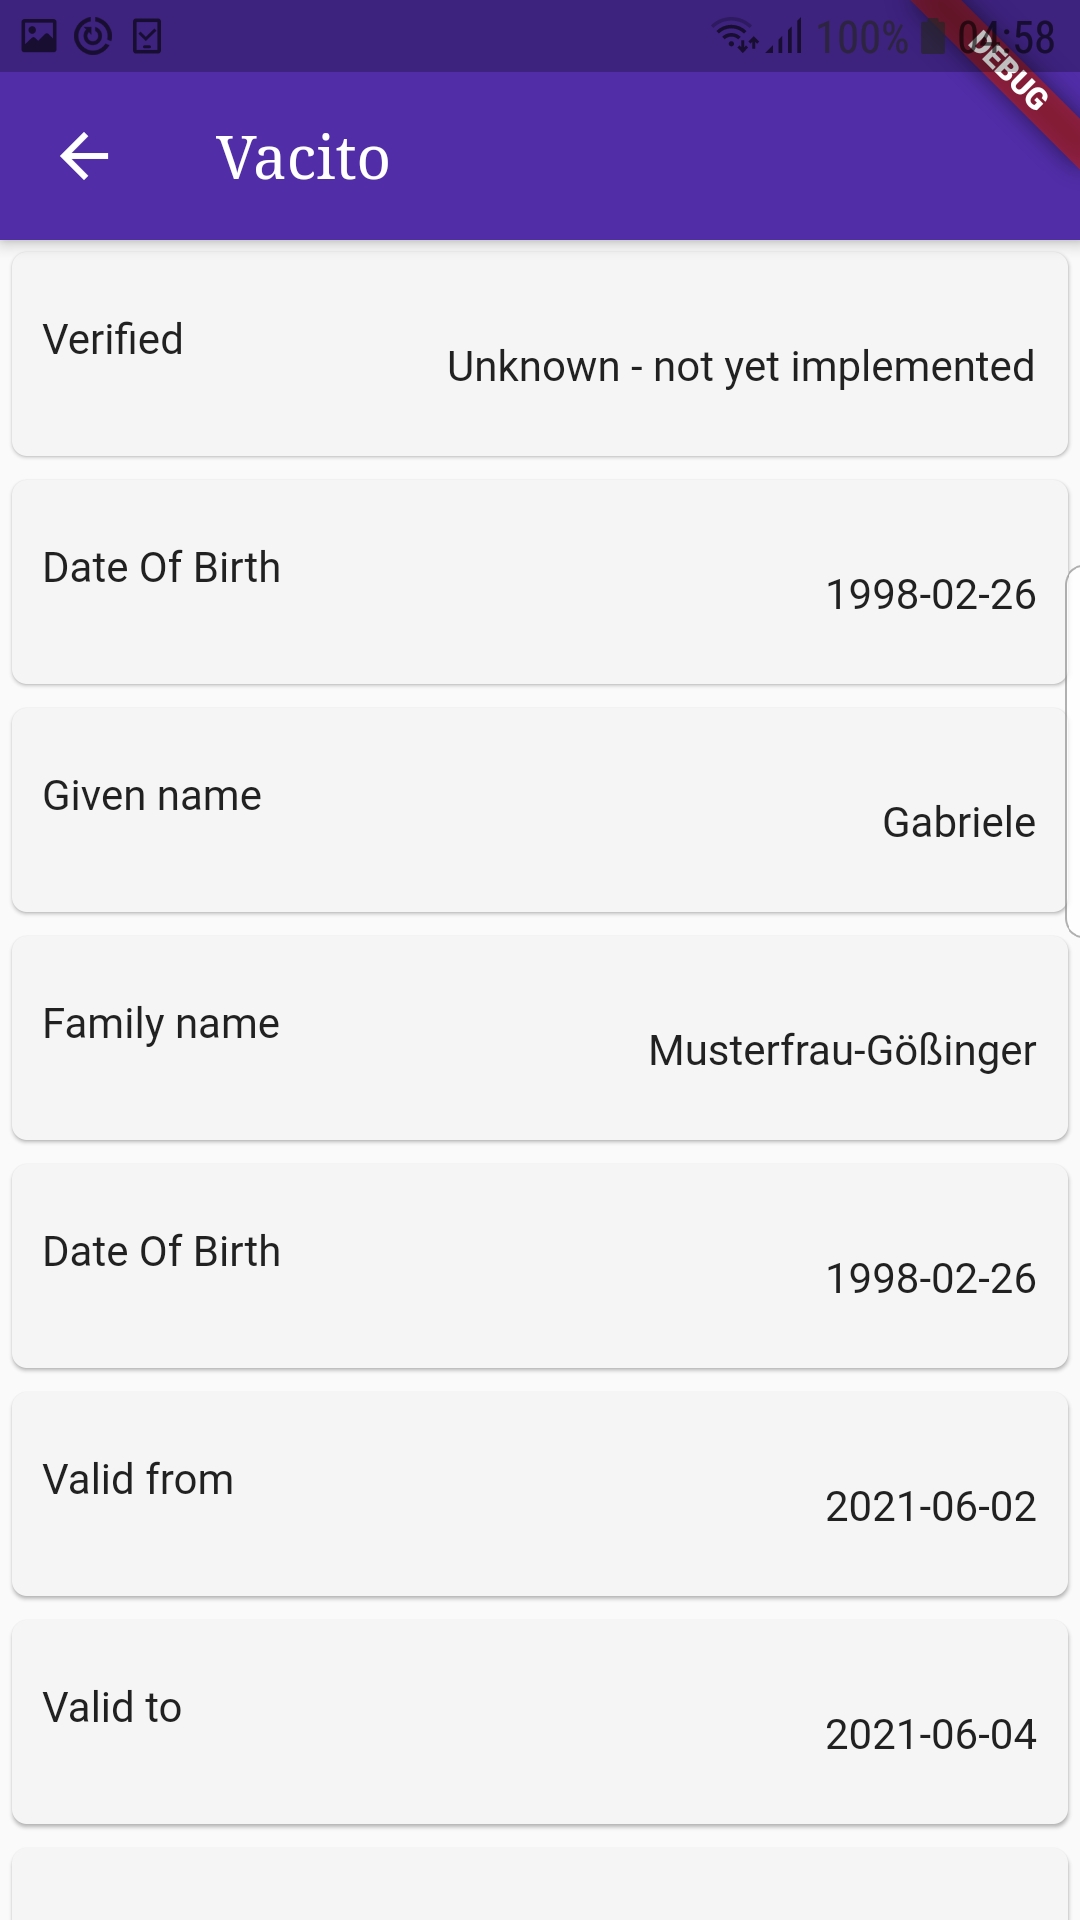 100% 04:58
DEBUG
Vacito
Verified
Unknown - not yet implemented
Date Of Birth
1998-02-26
Given name
Gabriele
Family name
Musterfrau-Gößinger
Date Of Birth
1998-02-26
Valid from
2021-06-02
Valid to
2021-06-04